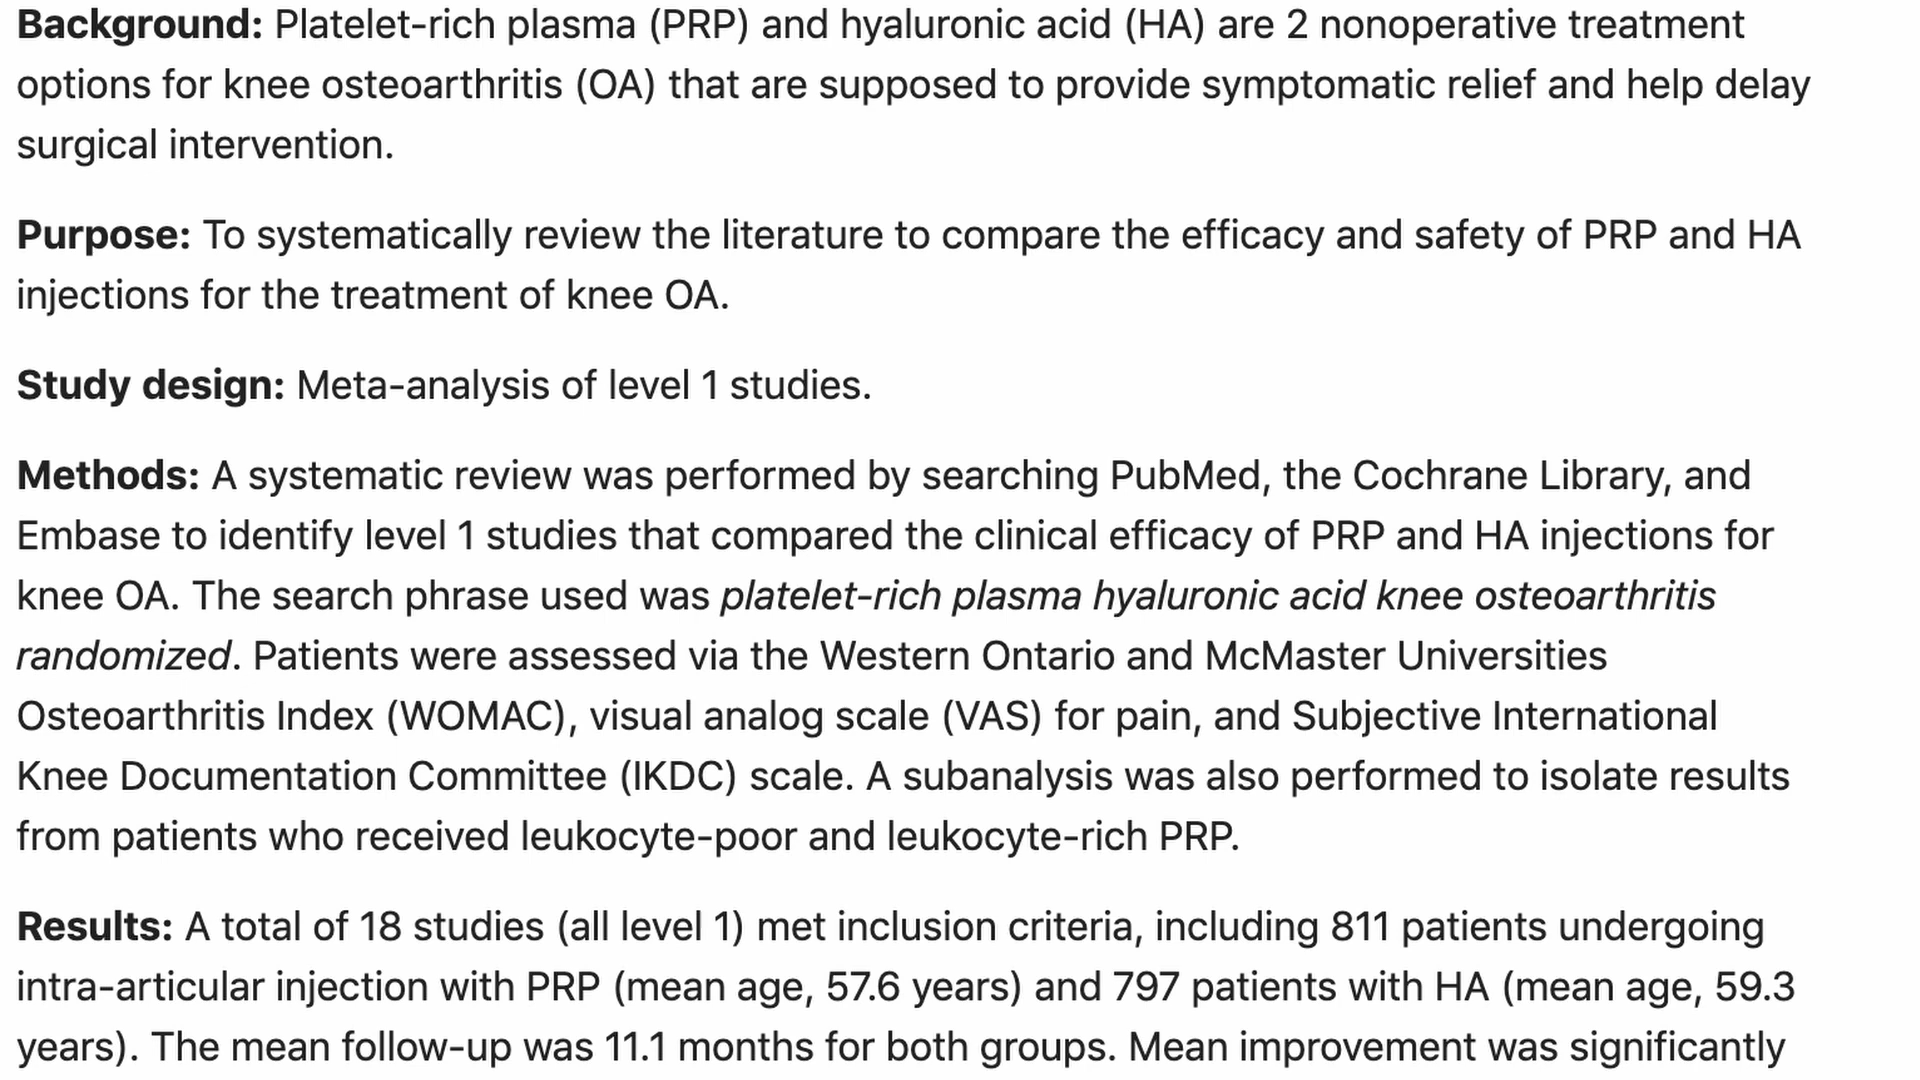 Background: Platelet-rich plasma (PRP) and hyaluronic acid (HA) are 2 nonoperative treatment
options for knee osteoarthritis (OA) that are supposed to provide symptomatic relief and help delay
surgical intervention.
Purpose: To systematically review the literature to compare the efficacy and safety of PRP and HA
injections for the treatment of knee OA.
Study design: Meta-analysis of level 1 studies.
Methods: A systematic review was performed by searching PubMed, the Cochrane Library, and
Embase to identify level 1 studies that compared the clinical efficacy of PRP and HA injections for
knee OA. The search phrase used was platelet-rich plasma hyaluronic acid knee osteoarthritis
randomized. Patients were assessed via the Western Ontario and McMaster Universities
Osteoarthritis Index (WOMAC), visual analog scale (VAS) for pain, and Subjective International
Knee Documentation Committee (IKDC) scale. A subanalysis was also performed to isolate results
from patients who received leukocyte-poor and leukocyte-rich PRP.
Results: A total of 18 studies (all level 1) met inclusion criteria, including 811 patients undergoing
intra-articular injection with PRP (mean age, 57.6 years) and 797 patients with HA (mean age, 59.3
years). The mean follow-up was 11.1 months for both groups. Mean improvement was significantly